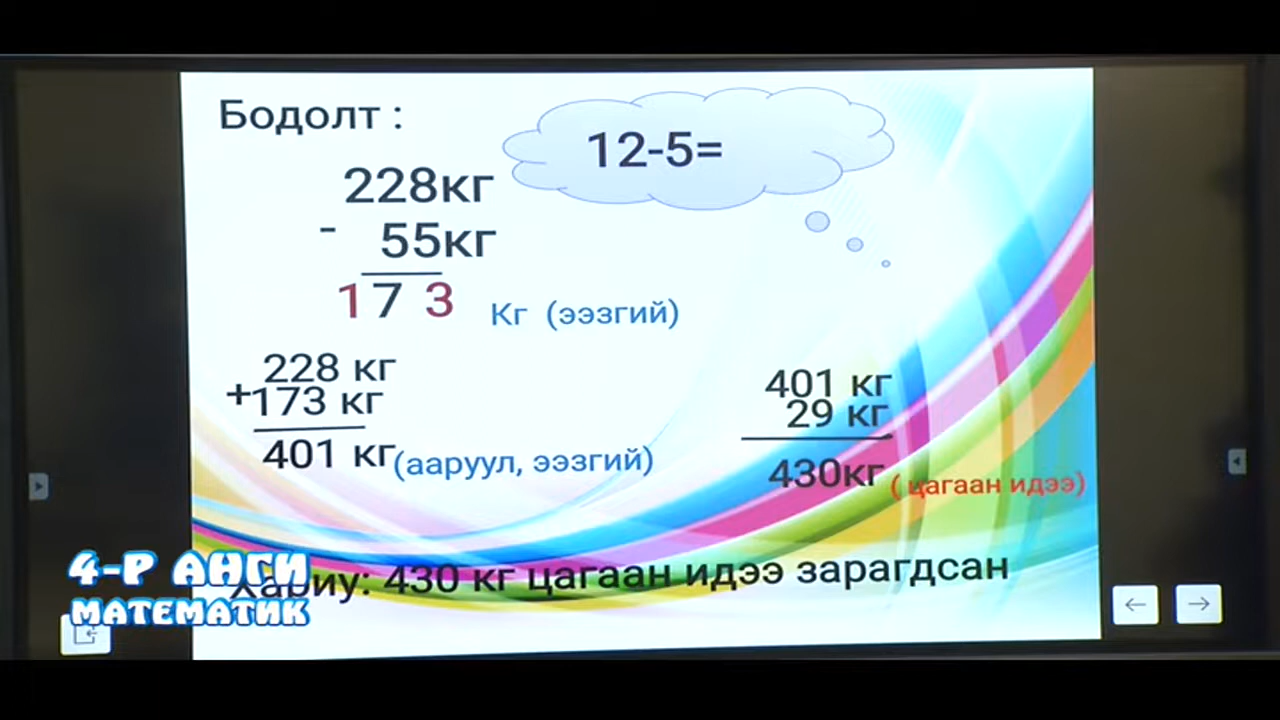 Бодолт :
12-5=
228кг
- 55кг
173 Кг (ээзгий)
228 кг
+173 кг
401 кг (ааруул, ээзгий)
401 кг
29 кг
430кг ( цагаан идээ)
Хариу: 430 кг цагаан идээ зарагдсан
4-Р АНГИ
МАТЕМАТИК